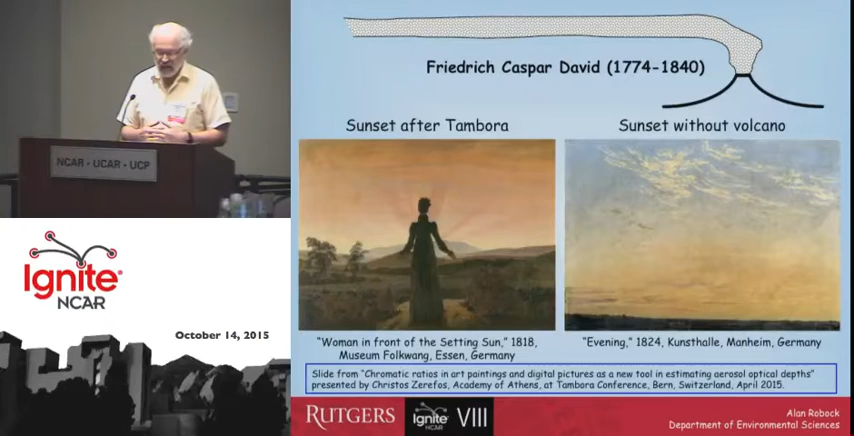 NCAR • UCAR • UCP
Ignite®
NCAR
October 14, 2015
Friedrich Caspar David (1774-1840)
Sunset after Tambora
Sunset without volcano
"Woman in front of the Setting Sun," 1818,
Museum Folkwang, Essen, Germany
"Evening," 1824, Kunsthalle, Manheim, Germany
Slide from "Chromatic ratios in art paintings and digital pictures as a new tool in estimating aerosol optical depths"
presented by Christos Zerefos, Academy of Athens, at Tambora Conference, Bern, Switzerland, April 2015.
RUTGERS
Ignite
NCAR
VIII
Alan Robock
Department of Environmental Sciences